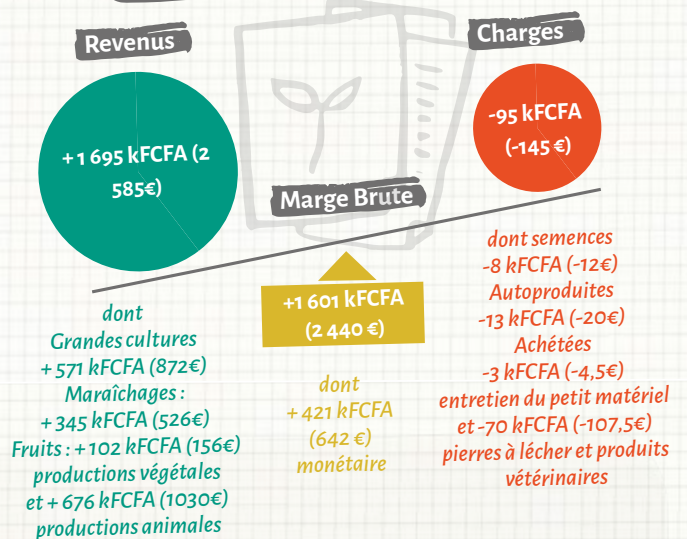 Revenus
+ 1 695 kFCFA (2
585€)
dont
Grandes cultures
+ 571 kFCFA (872€)
Maraîchages :
+ 345 kFCFA (526€)
Fruits : + 102 kFCFA (156€)
productions végétales
et + 676 kFCFA (1030€)
productions animales
Marge Brute
+1 601 kFCFA
(2 440 €)
dont
+ 421 kFCFA
(642 €)
monétaire
Charges
-95 kFCFA
(-145 €)
dont semences
-8 kFCFA (-12€)
Autoproduites
-13 kFCFA (-20€)
Achétées
-3 kFCFA (-4,5€)
entretien du petit matériel
et -70 kFCFA (-107,5€)
pierres à lécher et produits
vétérinaires